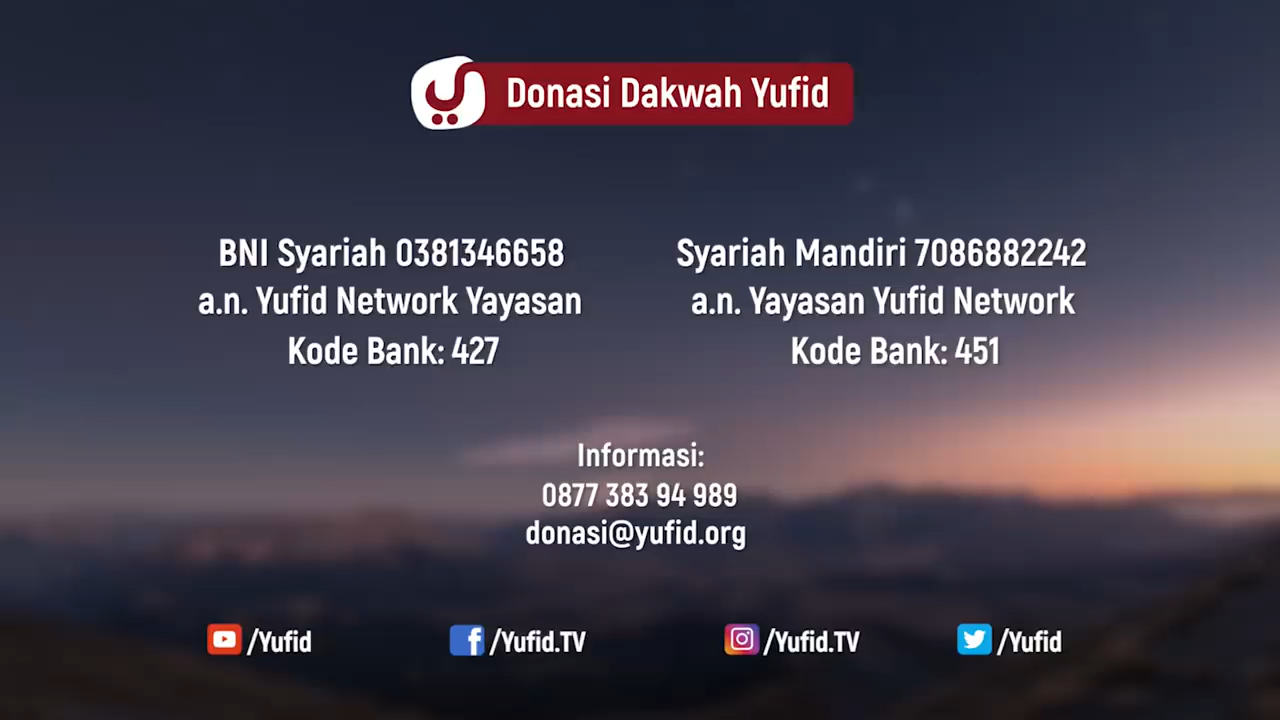 Donasi Dakwah Yufid
BNI Syariah 0381346658
a.n. Yufid Network Yayasan
Kode Bank: 427
Syariah Mandiri 7086882242
a.n. Yayasan Yufid Network
Kode Bank: 451
Informasi:
0877 383 94 989
donasi@yufid.org
/Yufid
/Yufid.TV
/Yufid.TV
/Yufid